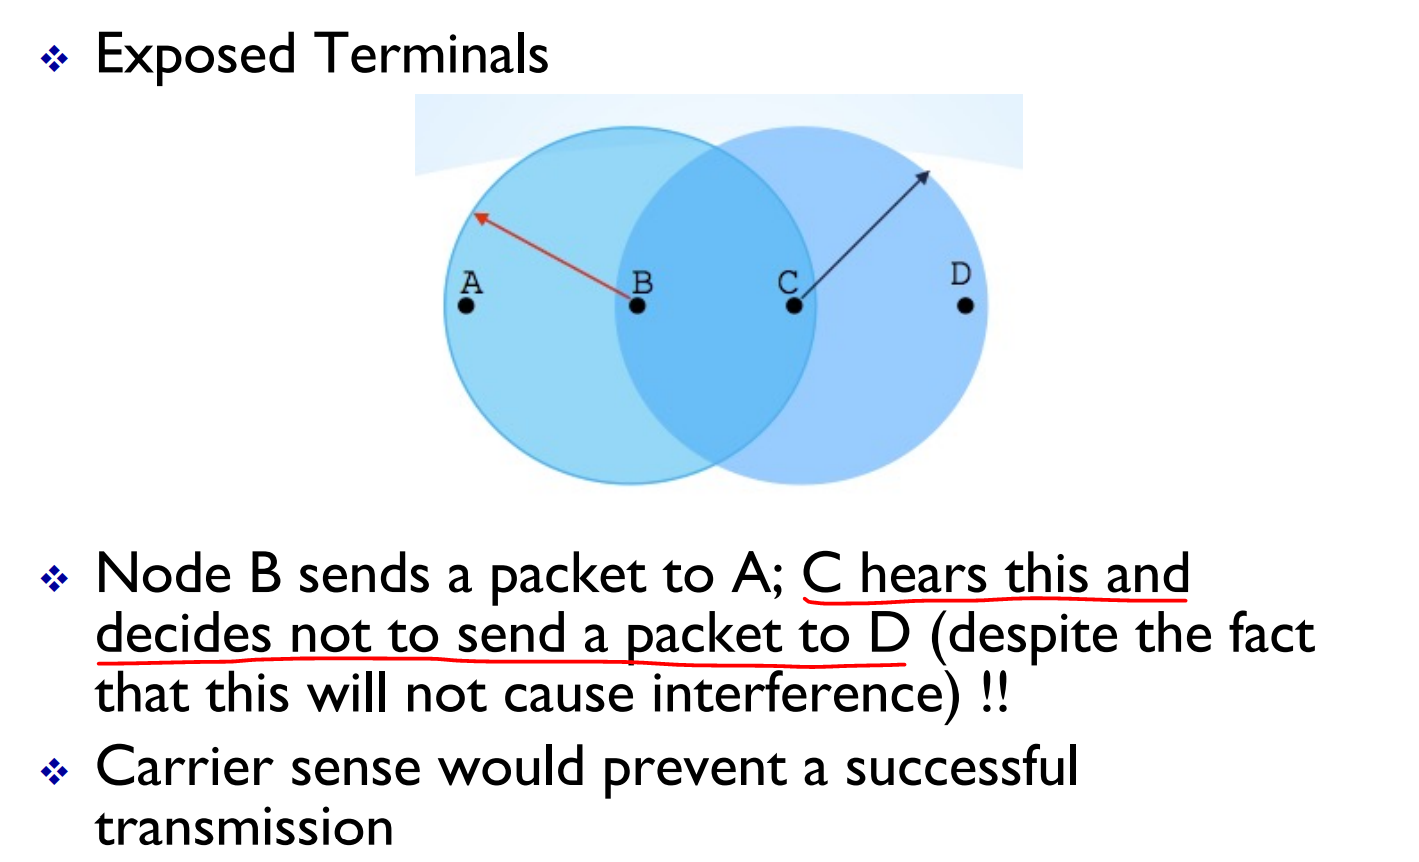 Exposed Terminals
A B C D
Node B sends a packet to A; C hears this and
decides not to send a packet to D (despite the fact
that this will not cause interference) !!
Carrier sense would prevent a successful
transmission